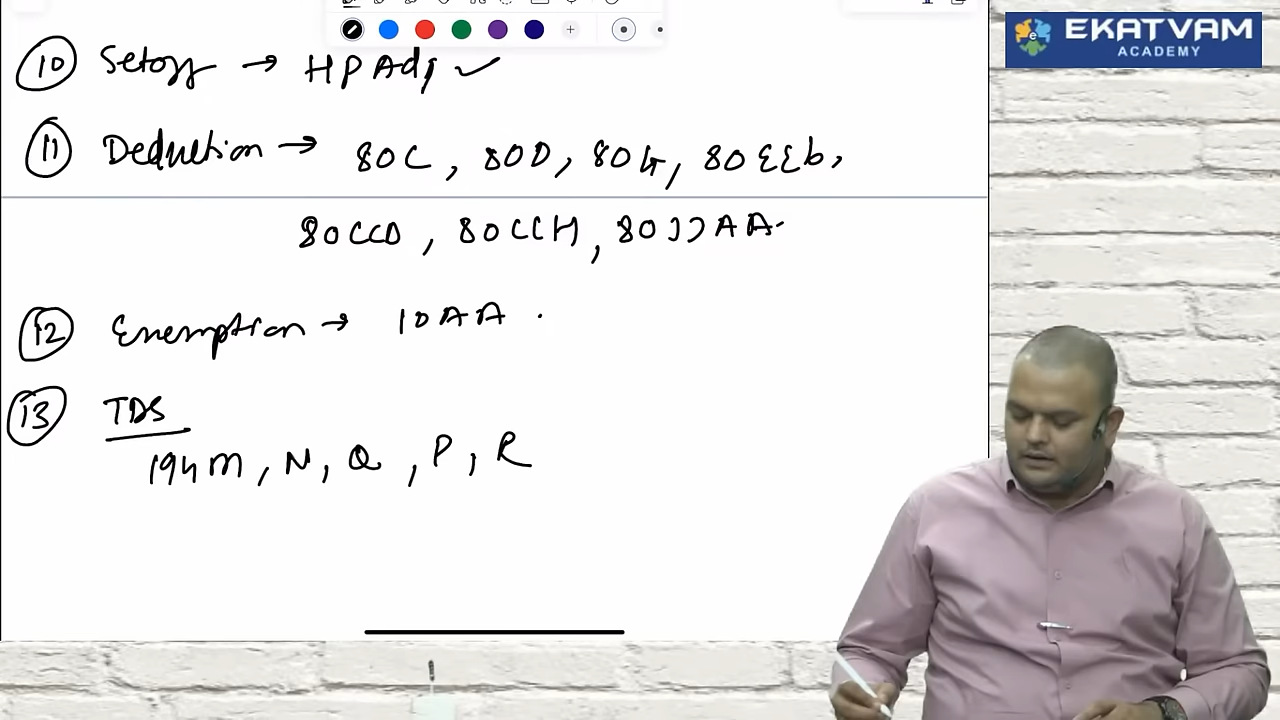 EKATVAM
ACADEMY
10 Setoff → HP Adj ✓
11 Deduction → 80C, 80D, 80G, 80EEb,
80CCD, 80CCH, 80JJAA.
12 Exemption → 10AA.
13 TDS
194M, N, Q, P, R